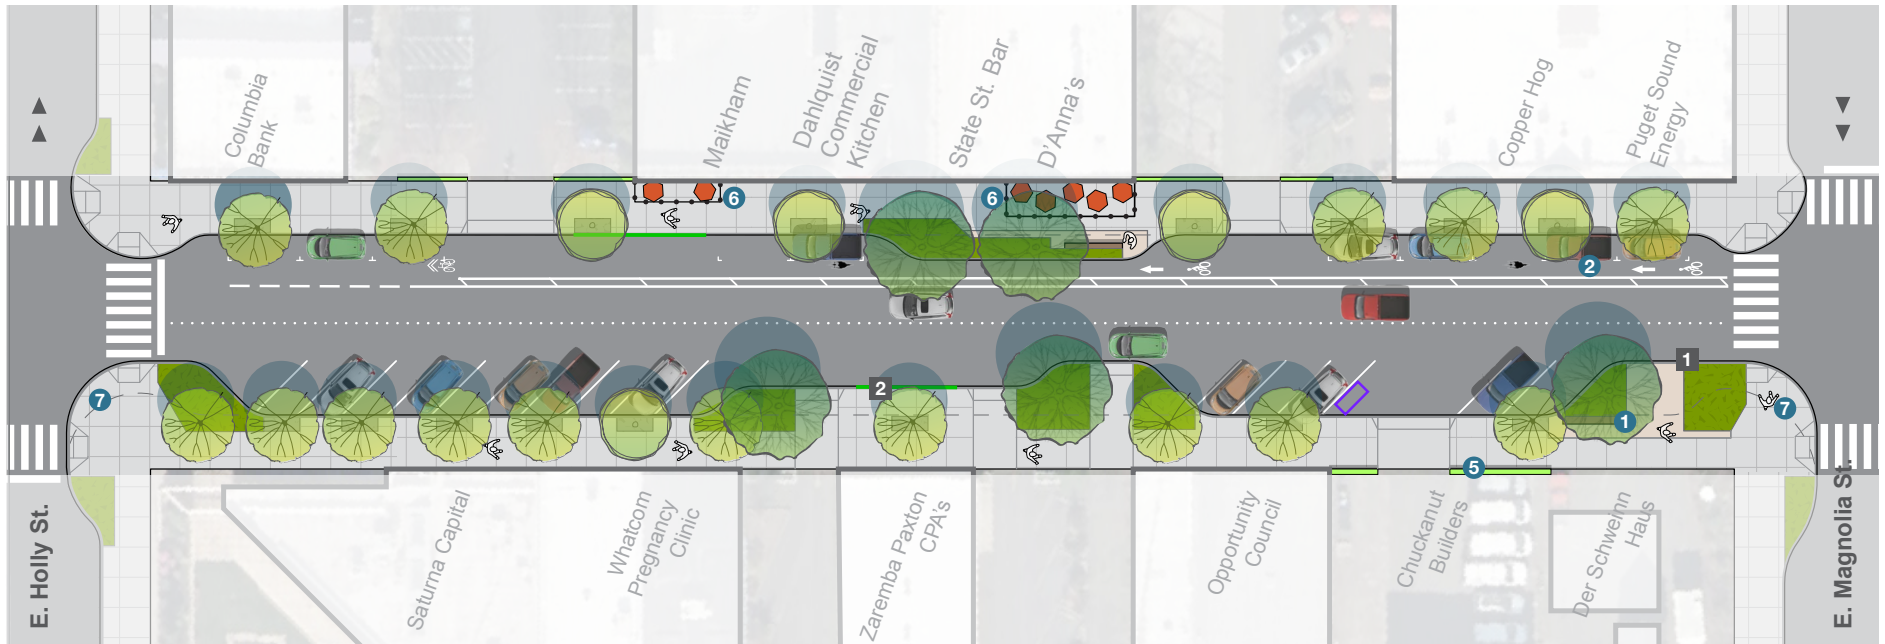 Columbia
Bank
Maikham
Dahlquist
Commercial
Kitchen
State St. Bar
D'Anna's
Copper Hog
Puget Sound
Energy
6
6
2
1
2
7
7
1
5
E. Holly St.
Saturna Capital
Whatcom
Pregnancy
Clinic
Zaremba Paxton
CPA's
Opportunity
Council
Chuckanut
Builders
Der Schweinn
Haus
E. Magnolia St.